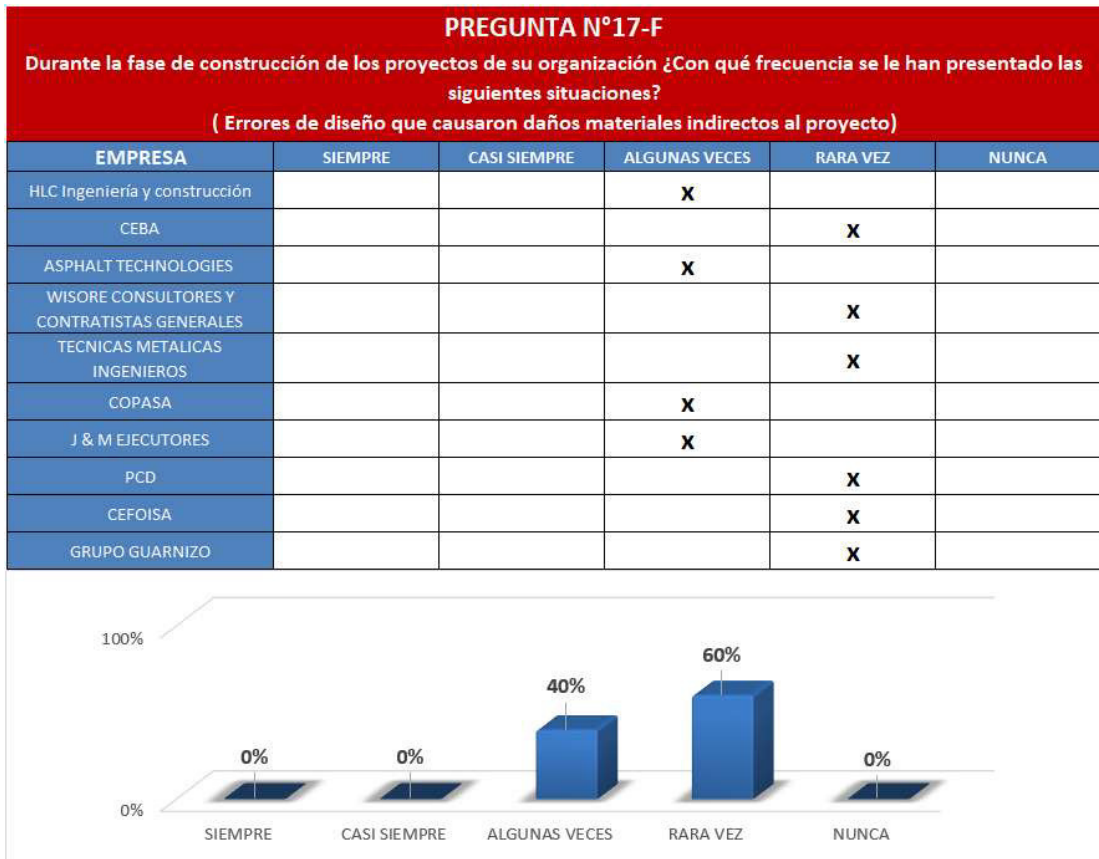 PREGUNTA N°17-F
Durante la fase de construcción de los proyectos de su organización ¿Con qué frecuencia se le han presentado las
siguientes situaciones?
( Errores de diseño que causaron daños materiales indirectos al proyecto)
EMPRESA SIEMPRE CASI SIEMPRE ALGUNAS VECES RARA VEZ NUNCA
HLC Ingeniería y construcción X
CEBA X
ASPHALT TECHNOLOGIES X
WISORE CONSULTORES Y
CONTRATISTAS GENERALES X
TECNICAS METALICAS
INGENIEROS X
COPASA X
J & M EJECUTORES X
PCD X
CEFOISA X
GRUPO GUARNIZO X
100%
60%
40%
0% 0% 0%
0%
SIEMPRE CASI SIEMPRE ALGUNAS VECES RARA VEZ NUNCA